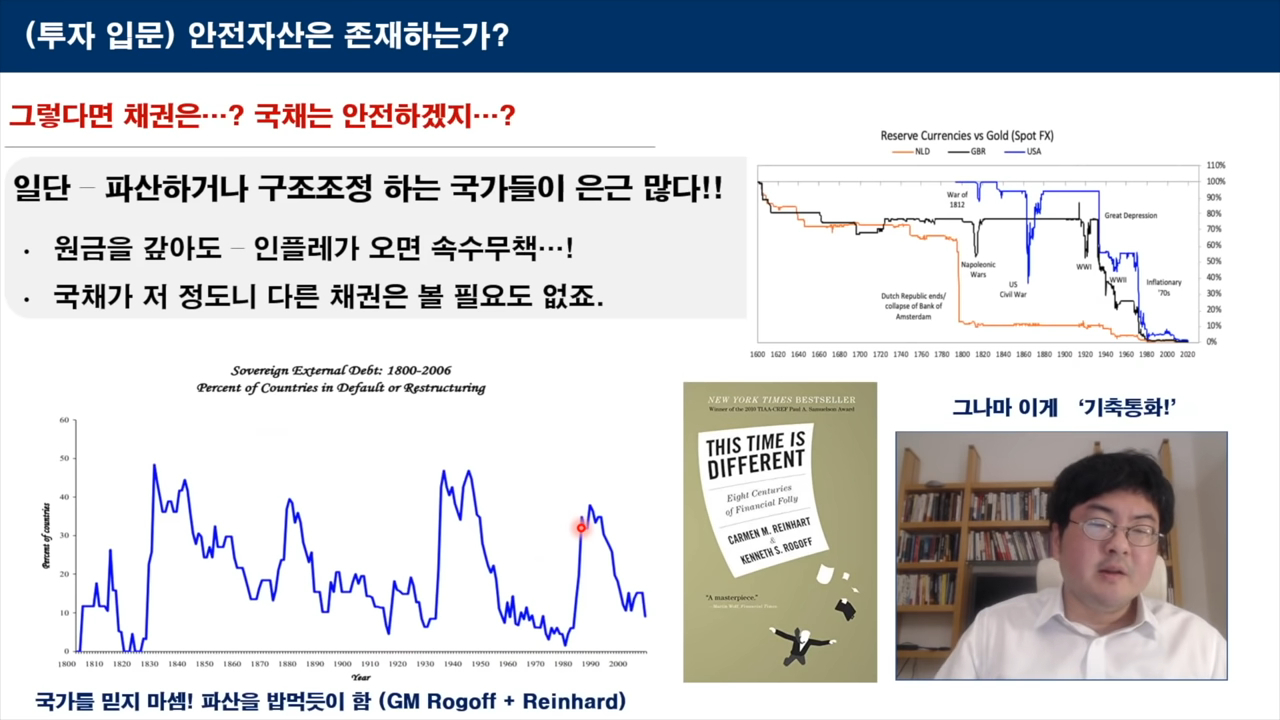 (투자 입문) 안전자산은 존재하는가?
그렇다면 채권은…? 국채는 안전하겠지…?
일단 – 파산하거나 구조조정 하는 국가들이 은근 많다!!
· 원금을 갚아도 – 인플레가 오면 속수무책…!
· 국채가 저 정도니 다른 채권은 볼 필요도 없죠.
Reserve Currencies vs Gold (Spot FX)
NLD GBR USA
110%
100%
90%
80%
70%
60%
50%
40%
30%
20%
10%
0%
War of
1812
Great Depression
Napoleonic
Wars
US
Civil War
WWI
WWII
Inflationary
'70s
Dutch Republic ends/
collapse of Bank of
Amsterdam
1600 1620 1640 1660 1680 1700 1720 1740 1760 1780 1800 1820 1840 1860 1880 1900 1920 1940 1960 1980 2000 2020
Sovereign External Debt: 1800-2006
Percent of Countries in Default or Restructuring
Percent of countries
60
50
40
30
20
10
0
1800 1810 1820 1830 1840 1850 1860 1870 1880 1890 1900 1910 1920 1930 1940 1950 1960 1970 1980 1990 2000
Year
국가를 믿지 마셈! 파산을 밥먹듯이 함 (GM Rogoff + Reinhard)
NEW YORK TIMES BESTSELLER
Winner of the 2010 TIAA-CREF Paul A. Samuelson Award
THIS TIME IS
DIFFERENT
Eight Centuries
of Financial Folly
CARMEN M. REINHART
&
KENNETH S. ROGOFF
"A masterpiece."
—Martin Wolf, Financial Times
그나마 이게 '기축통화!'